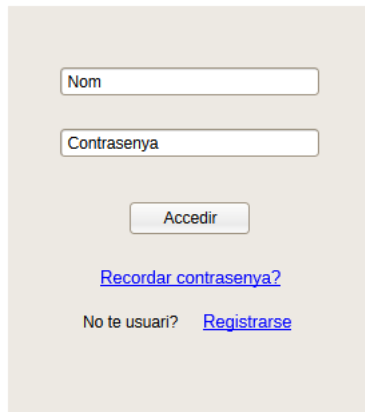 Nom
Contrasenya
Accedir
Recordar contrasenya?
No te usuari? Registrarse